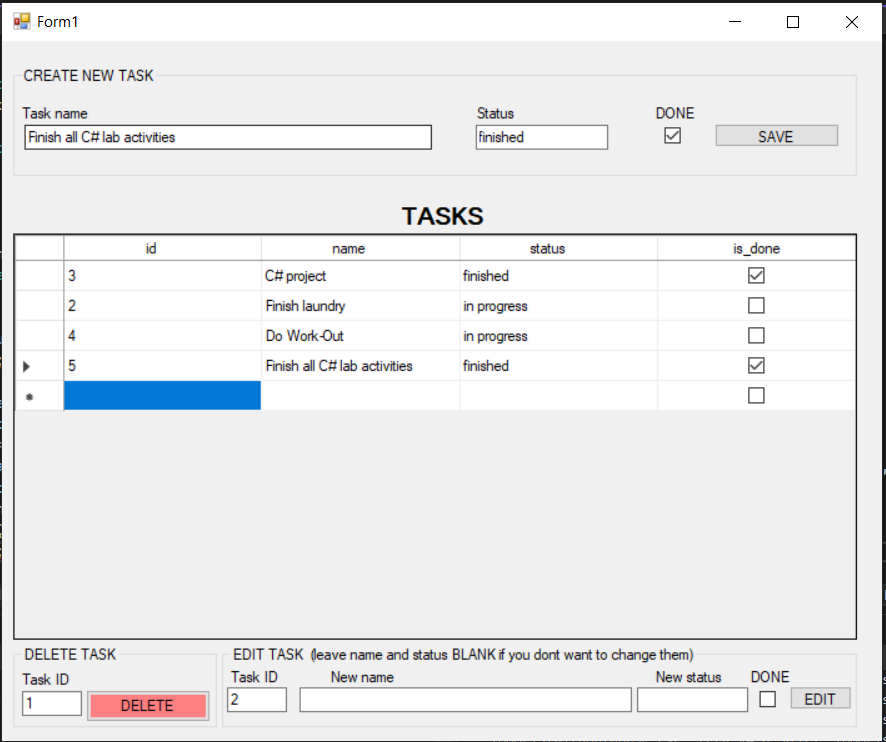 Form1
CREATE NEW TASK
Task name Status DONE
Finish all C# lab activities finished SAVE
TASKS
id name status is_done
3 C# project finished
2 Finish laundry in progress
4 Do Work-Out in progress
5 Finish all C# lab activities finished
DELETE TASK EDIT TASK (leave name and status BLANK if you dont want to change them)
Task ID Task ID New name New status DONE
1 DELETE 2 EDIT